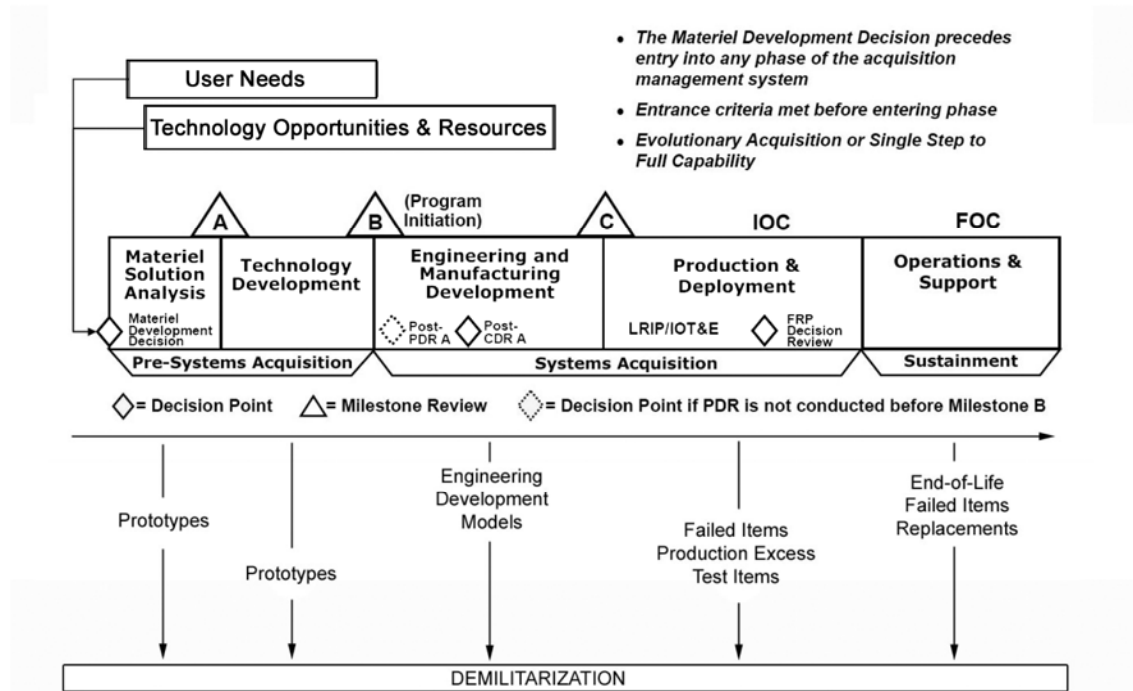 • The Materiel Development Decision precedes
entry into any phase of the acquisition
management system
• Entrance criteria met before entering phase
• Evolutionary Acquisition or Single Step to
Full Capability
User Needs
Technology Opportunities & Resources
A
B
(Program
Initiation)
C
IOC
FOC
Materiel
Solution
Analysis
Materiel
Development
Decision
Technology
Development
Engineering and
Manufacturing
Development
Post-
PDR A
Post-
CDR A
Production &
Deployment
LRIP/IOT&E
FRP
Decision
Review
Operations &
Support
Pre-Systems Acquisition
Systems Acquisition
Sustainment
= Decision Point
= Milestone Review
= Decision Point if PDR is not conducted before Milestone B
Prototypes
Prototypes
Engineering
Development
Models
Failed Items
Production Excess
Test Items
End-of-Life
Failed Items
Replacements
DEMILITARIZATION